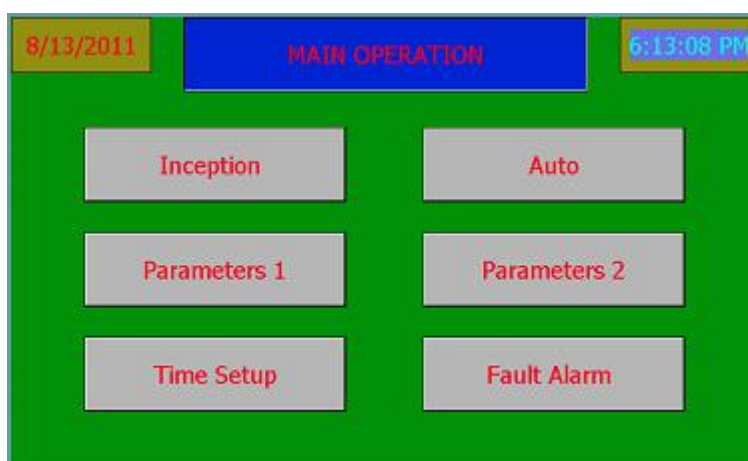 8/13/2011
MAIN OPERATION
6:13:08 PM
Inception
Auto
Parameters 1
Parameters 2
Time Setup
Fault Alarm